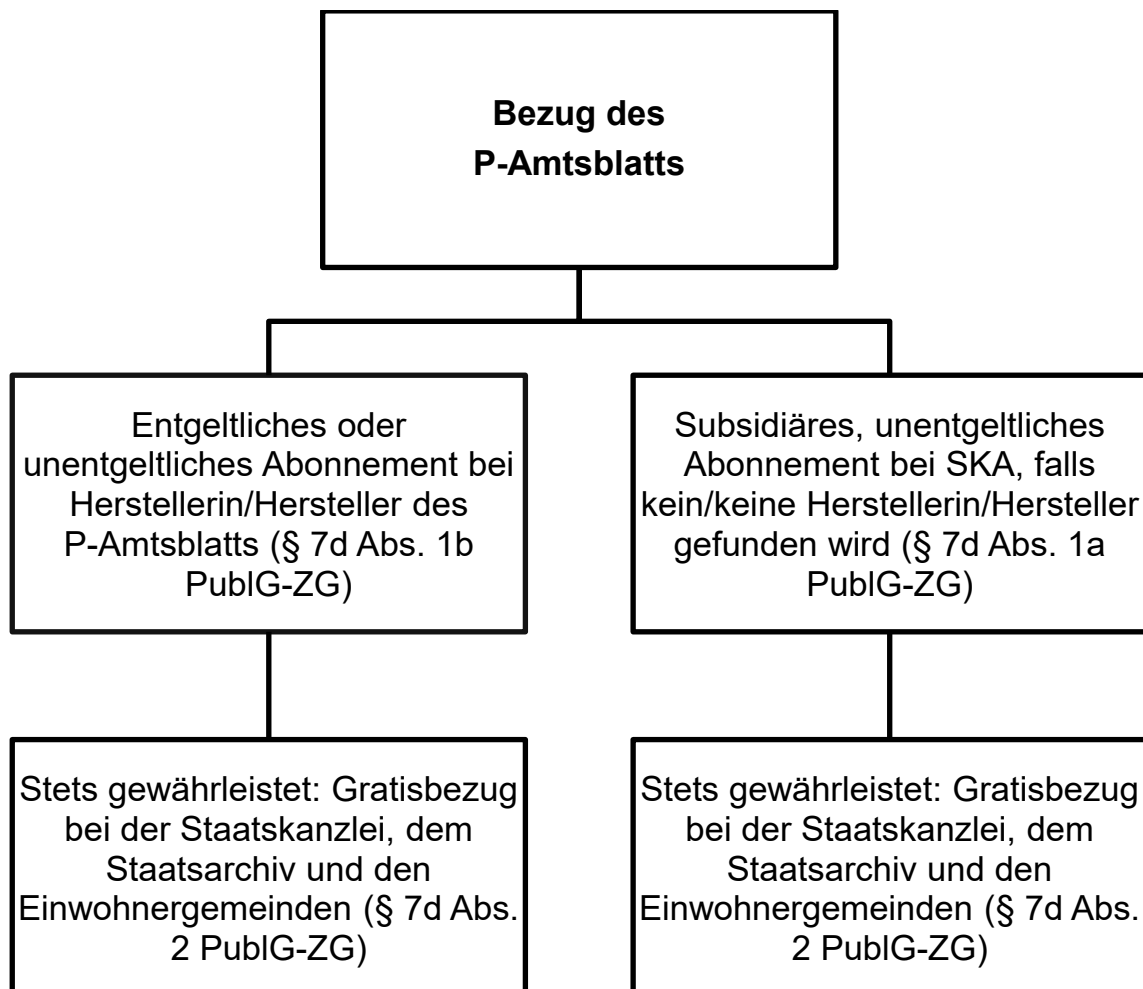 Bezug des
P-Amtsblatts
Entgeltliches oder
unentgeltliches Abonnement bei
Herstellerin/Hersteller des
P-Amtsblatts (§ 7d Abs. 1b
PublG-ZG)
Subsidiäres, unentgeltliches
Abonnement bei SKA, falls
kein/keine Herstellerin/Hersteller
gefunden wird (§ 7d Abs. 1a
PublG-ZG)
Stets gewährleistet: Gratisbezug
bei der Staatskanzlei, dem
Staatsarchiv und den
Einwohnergemeinden (§ 7d Abs.
2 PublG-ZG)
Stets gewährleistet: Gratisbezug
bei der Staatskanzlei, dem
Staatsarchiv und den
Einwohnergemeinden (§ 7d Abs.
2 PublG-ZG)